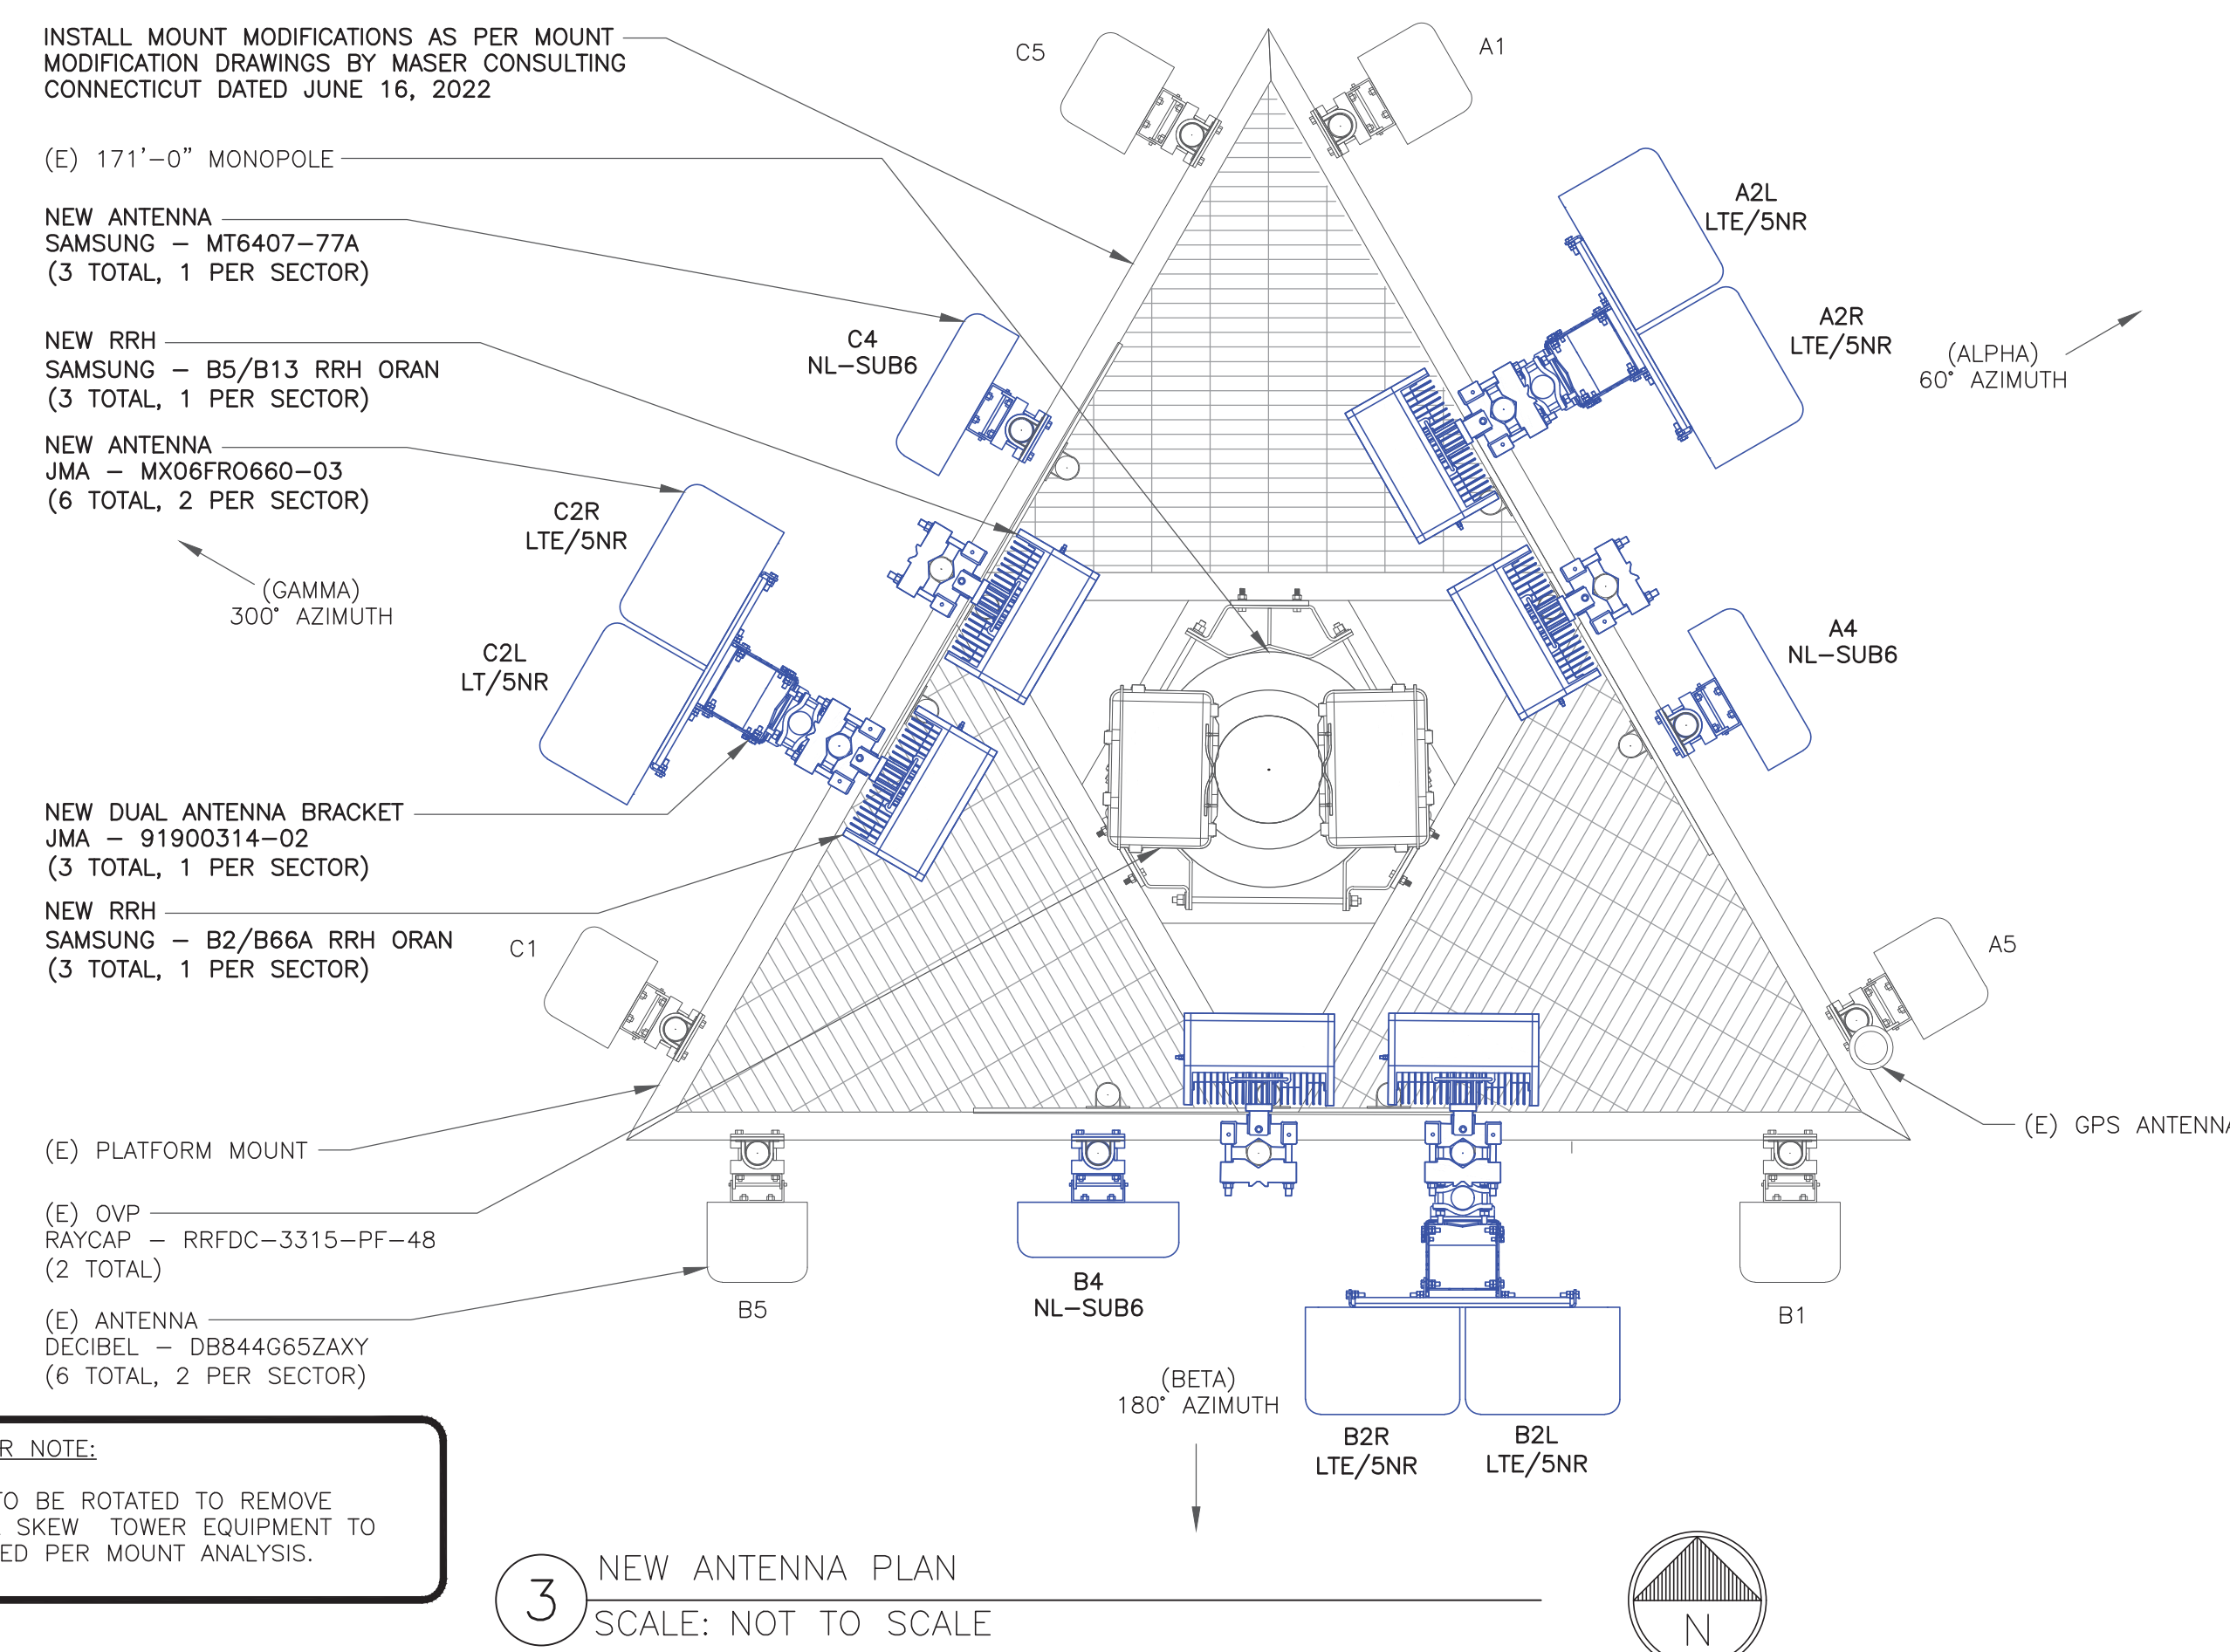 INSTALL MOUNT MODIFICATIONS AS PER MOUNT
MODIFICATION DRAWINGS BY MASER CONSULTING
CONNECTICUT DATED JUNE 16, 2022
(E) 171'-0" MONOPOLE
NEW ANTENNA
SAMSUNG - MT6407-77A
(3 TOTAL, 1 PER SECTOR)
NEW RRH
SAMSUNG - B5/B13 RRH ORAN
(3 TOTAL, 1 PER SECTOR)
NEW ANTENNA
JMA - MX06FRO660-03
(6 TOTAL, 2 PER SECTOR)
(GAMMA)
300° AZIMUTH
NEW DUAL ANTENNA BRACKET
JMA - 91900314-02
(3 TOTAL, 1 PER SECTOR)
NEW RRH
SAMSUNG - B2/B66A RRH ORAN
(3 TOTAL, 1 PER SECTOR)
(E) PLATFORM MOUNT
(E) OVP
RAYCAP - RRFDC-3315-PF-48
(2 TOTAL)
(E) ANTENNA
DECIBEL - DB844G65ZAXY
(6 TOTAL, 2 PER SECTOR)
C5
A1
A2L
LTE/5NR
A2R
LTE/5NR
(ALPHA)
60° AZIMUTH
C4
NL-SUB6
C2R
LTE/5NR
C2L
LT/5NR
A4
NL-SUB6
C1
A5
(E) GPS ANTENNA
B5
B4
NL-SUB6
B1
(BETA)
180° AZIMUTH
B2R
LTE/5NR
B2L
LTE/5NR
R NOTE:
TO BE ROTATED TO REMOVE
SKEW TOWER EQUIPMENT TO
ED PER MOUNT ANALYSIS.
3
NEW ANTENNA PLAN
SCALE: NOT TO SCALE
N